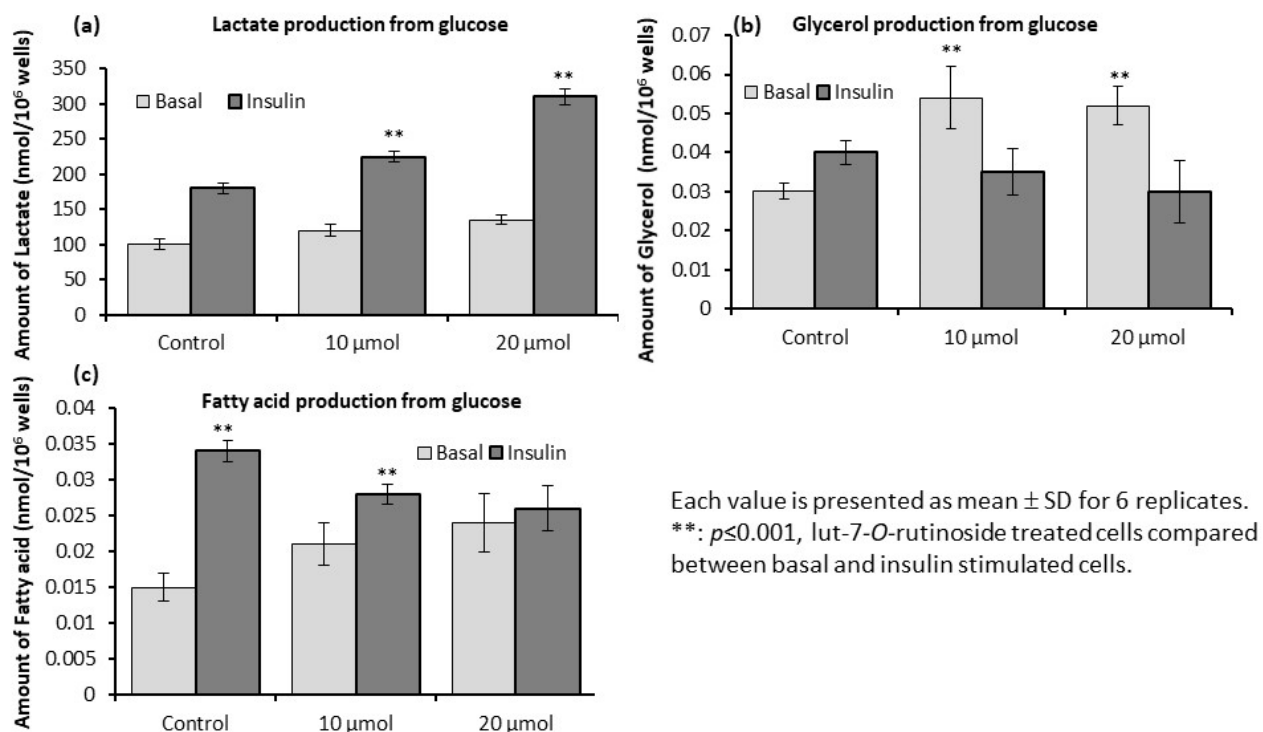 (a)
Lactate production from glucose
Amount of Lactate (nmol/10⁶ wells)
350
300
250
200
150
100
50
0
Basal
Insulin
**
**
Control
10 µmol
20 µmol
(b)
Glycerol production from glucose
Amount of Glycerol (nmol/10⁶ wells)
0.07
0.06
0.05
0.04
0.03
0.02
0.01
0
Basal
Insulin
**
**
Control
10 µmol
20 µmol
(c)
Fatty acid production from glucose
Amount of Fatty acid (nmol/10⁶ wells)
0.04
0.035
0.03
0.025
0.02
0.015
0.01
0.005
0
Basal
Insulin
**
**
Control
10 µmol
20 µmol
Each value is presented as mean ± SD for 6 replicates.
**: p≤0.001, lut-7-O-rutinoside treated cells compared
between basal and insulin stimulated cells.